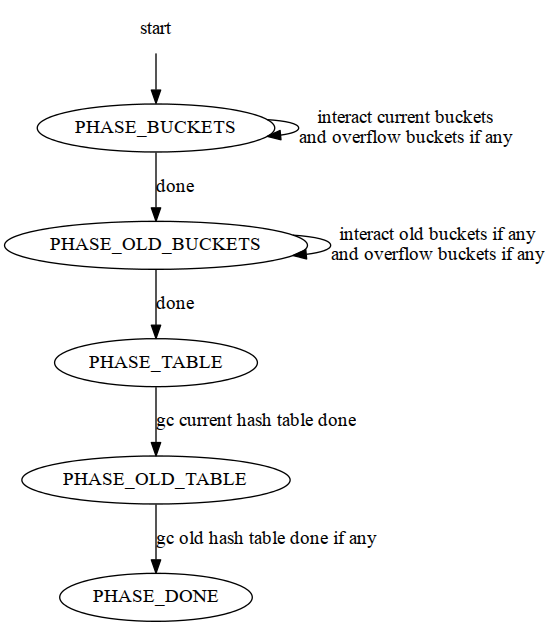 start
PHASE_BUCKETS
interact current buckets
and overflow buckets if any
done
PHASE_OLD_BUCKETS
interact old buckets if any
and overflow buckets if any
done
PHASE_TABLE
gc current hash table done
PHASE_OLD_TABLE
gc old hash table done if any
PHASE_DONE